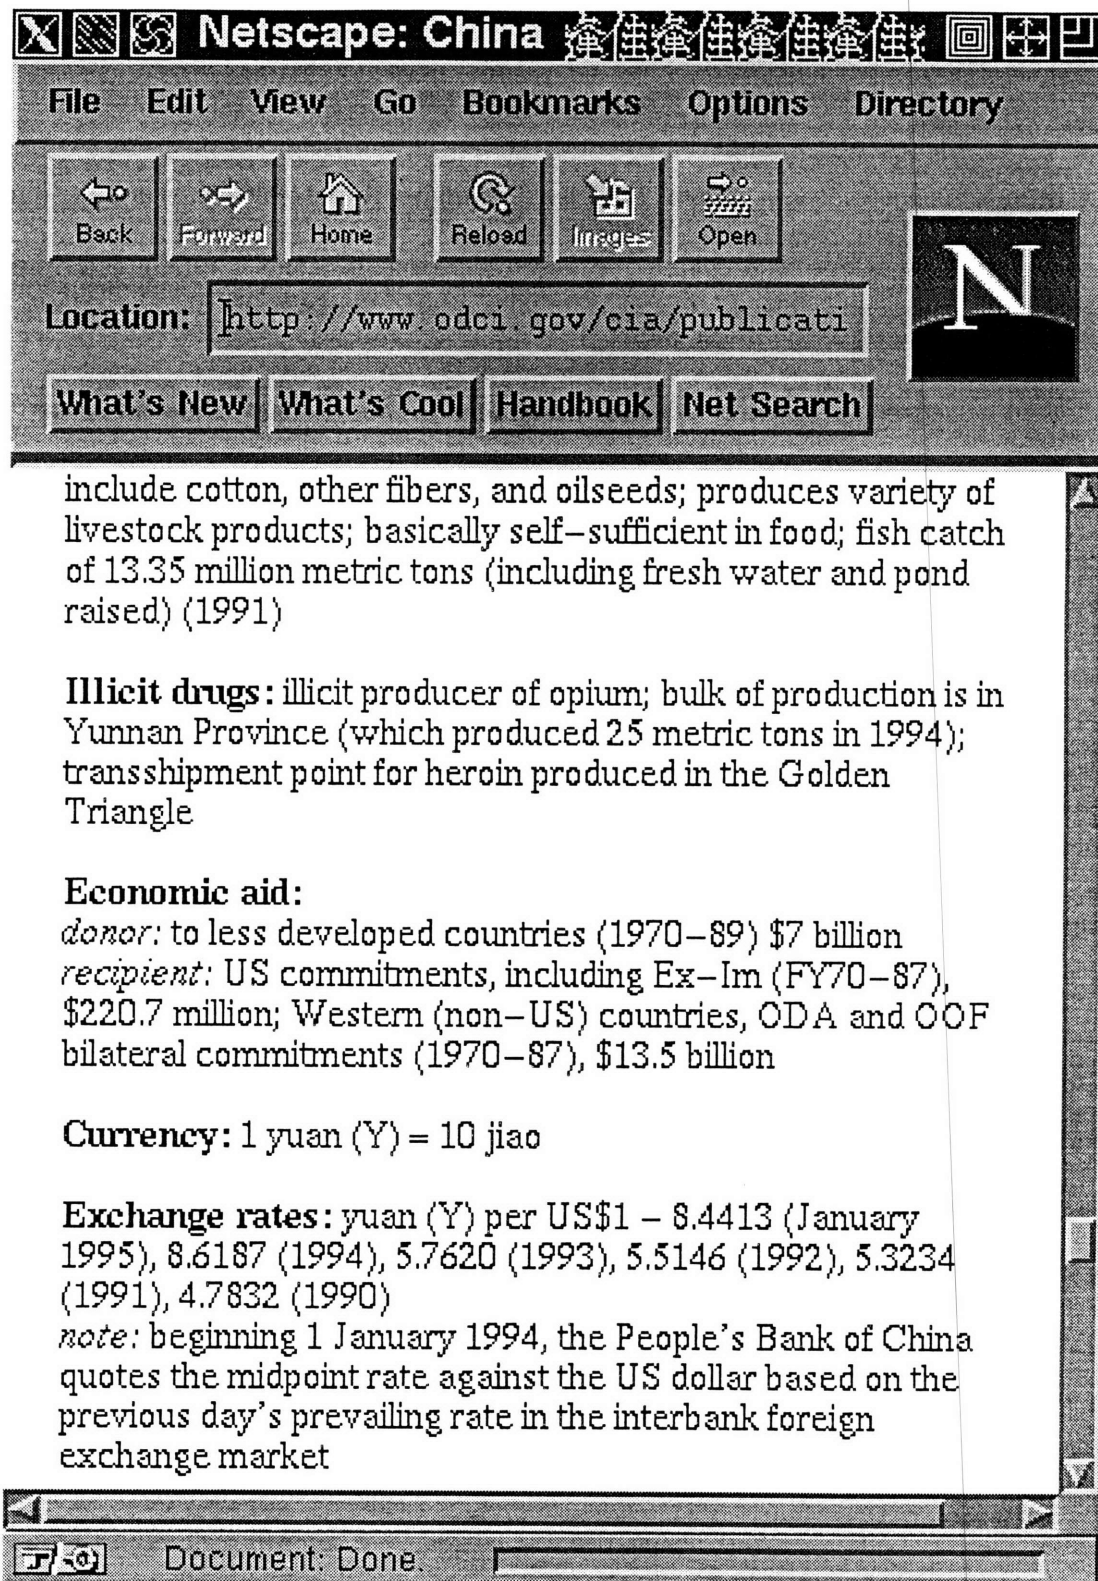 Netscape: China
File Edit View Go Bookmarks Options Directory
Back Forward Home Reload Images Open
N
Location: http://www.odci.gov/cia/publicati
What's New What's Cool Handbook Net Search
include cotton, other fibers, and oilseeds; produces variety of
livestock products; basically self-sufficient in food; fish catch
of 13.35 million metric tons (including fresh water and pond
raised) (1991)
Illicit drugs: illicit producer of opium; bulk of production is in
Yunnan Province (which produced 25 metric tons in 1994);
transshipment point for heroin produced in the Golden
Triangle
Economic aid:
donor: to less developed countries (1970-89) $7 billion
recipient: US commitments, including Ex-Im (FY70-87),
$220.7 million; Western (non-US) countries, ODA and OOF
bilateral commitments (1970-87), $13.5 billion
Currency: 1 yuan (Y) = 10 jiao
Exchange rates: yuan (Y) per US$1 - 8.4413 (January
1995), 8.6187 (1994), 5.7620 (1993), 5.5146 (1992), 5.3234
(1991), 4.7832 (1990)
note: beginning 1 January 1994, the People's Bank of China
quotes the midpoint rate against the US dollar based on the
previous day's prevailing rate in the interbank foreign
exchange market
Document: Done.